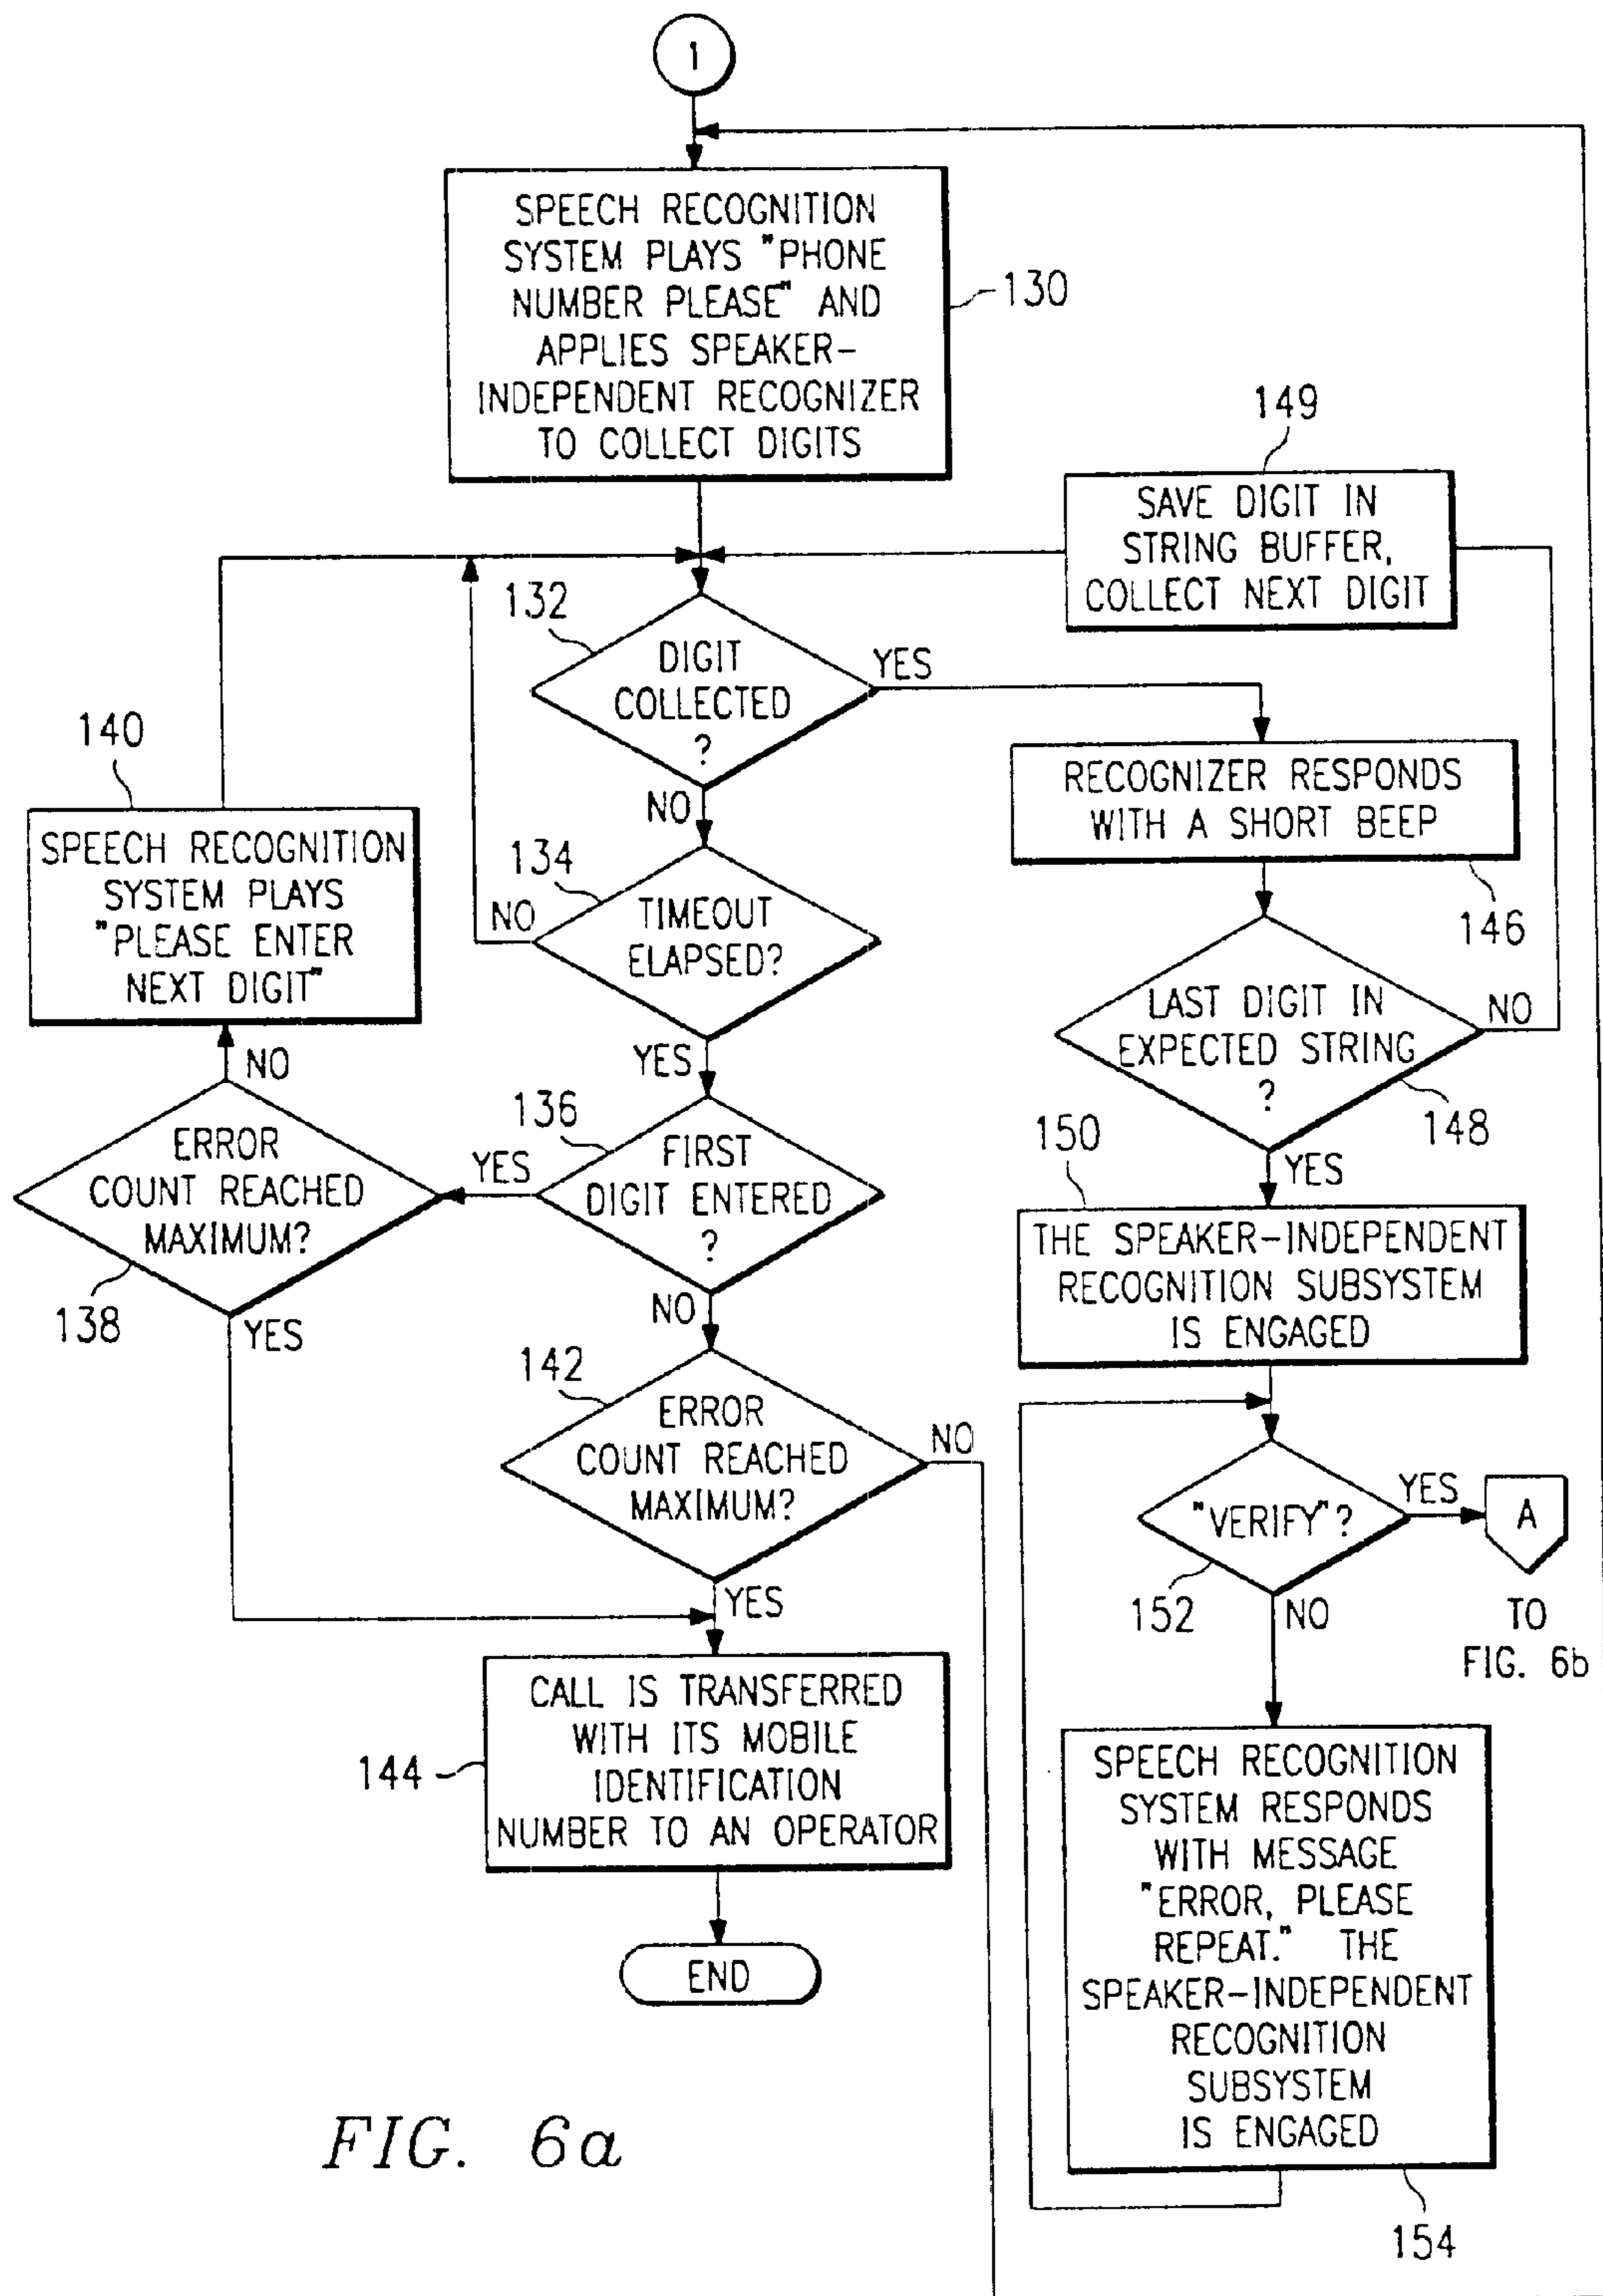 1
SPEECH RECOGNITION
SYSTEM PLAYS "PHONE
NUMBER PLEASE" AND
APPLIES SPEAKER-
INDEPENDENT RECOGNIZER
TO COLLECT DIGITS
130
149
SAVE DIGIT IN
STRING BUFFER,
COLLECT NEXT DIGIT
132
DIGIT
COLLECTED
?
YES
NO
140
SPEECH RECOGNITION
SYSTEM PLAYS
"PLEASE ENTER
NEXT DIGIT"
RECOGNIZER RESPONDS
WITH A SHORT BEEP
146
134
TIMEOUT
ELAPSED?
NO
YES
LAST DIGIT IN
EXPECTED STRING
?
NO
148
YES
136
FIRST
DIGIT ENTERED
?
YES
NO
NO
ERROR
COUNT REACHED
MAXIMUM?
138
YES
150
THE SPEAKER-INDEPENDENT
RECOGNITION SUBSYSTEM
IS ENGAGED
142
ERROR
COUNT REACHED
MAXIMUM?
NO
YES
"VERIFY"?
YES
A
152
NO
TO
FIG. 6b
144
CALL IS TRANSFERRED
WITH ITS MOBILE
IDENTIFICATION
NUMBER TO AN OPERATOR
END
SPEECH RECOGNITION
SYSTEM RESPONDS
WITH MESSAGE
"ERROR, PLEASE
REPEAT." THE
SPEAKER-INDEPENDENT
RECOGNITION
SUBSYSTEM
IS ENGAGED
154
FIG. 6a